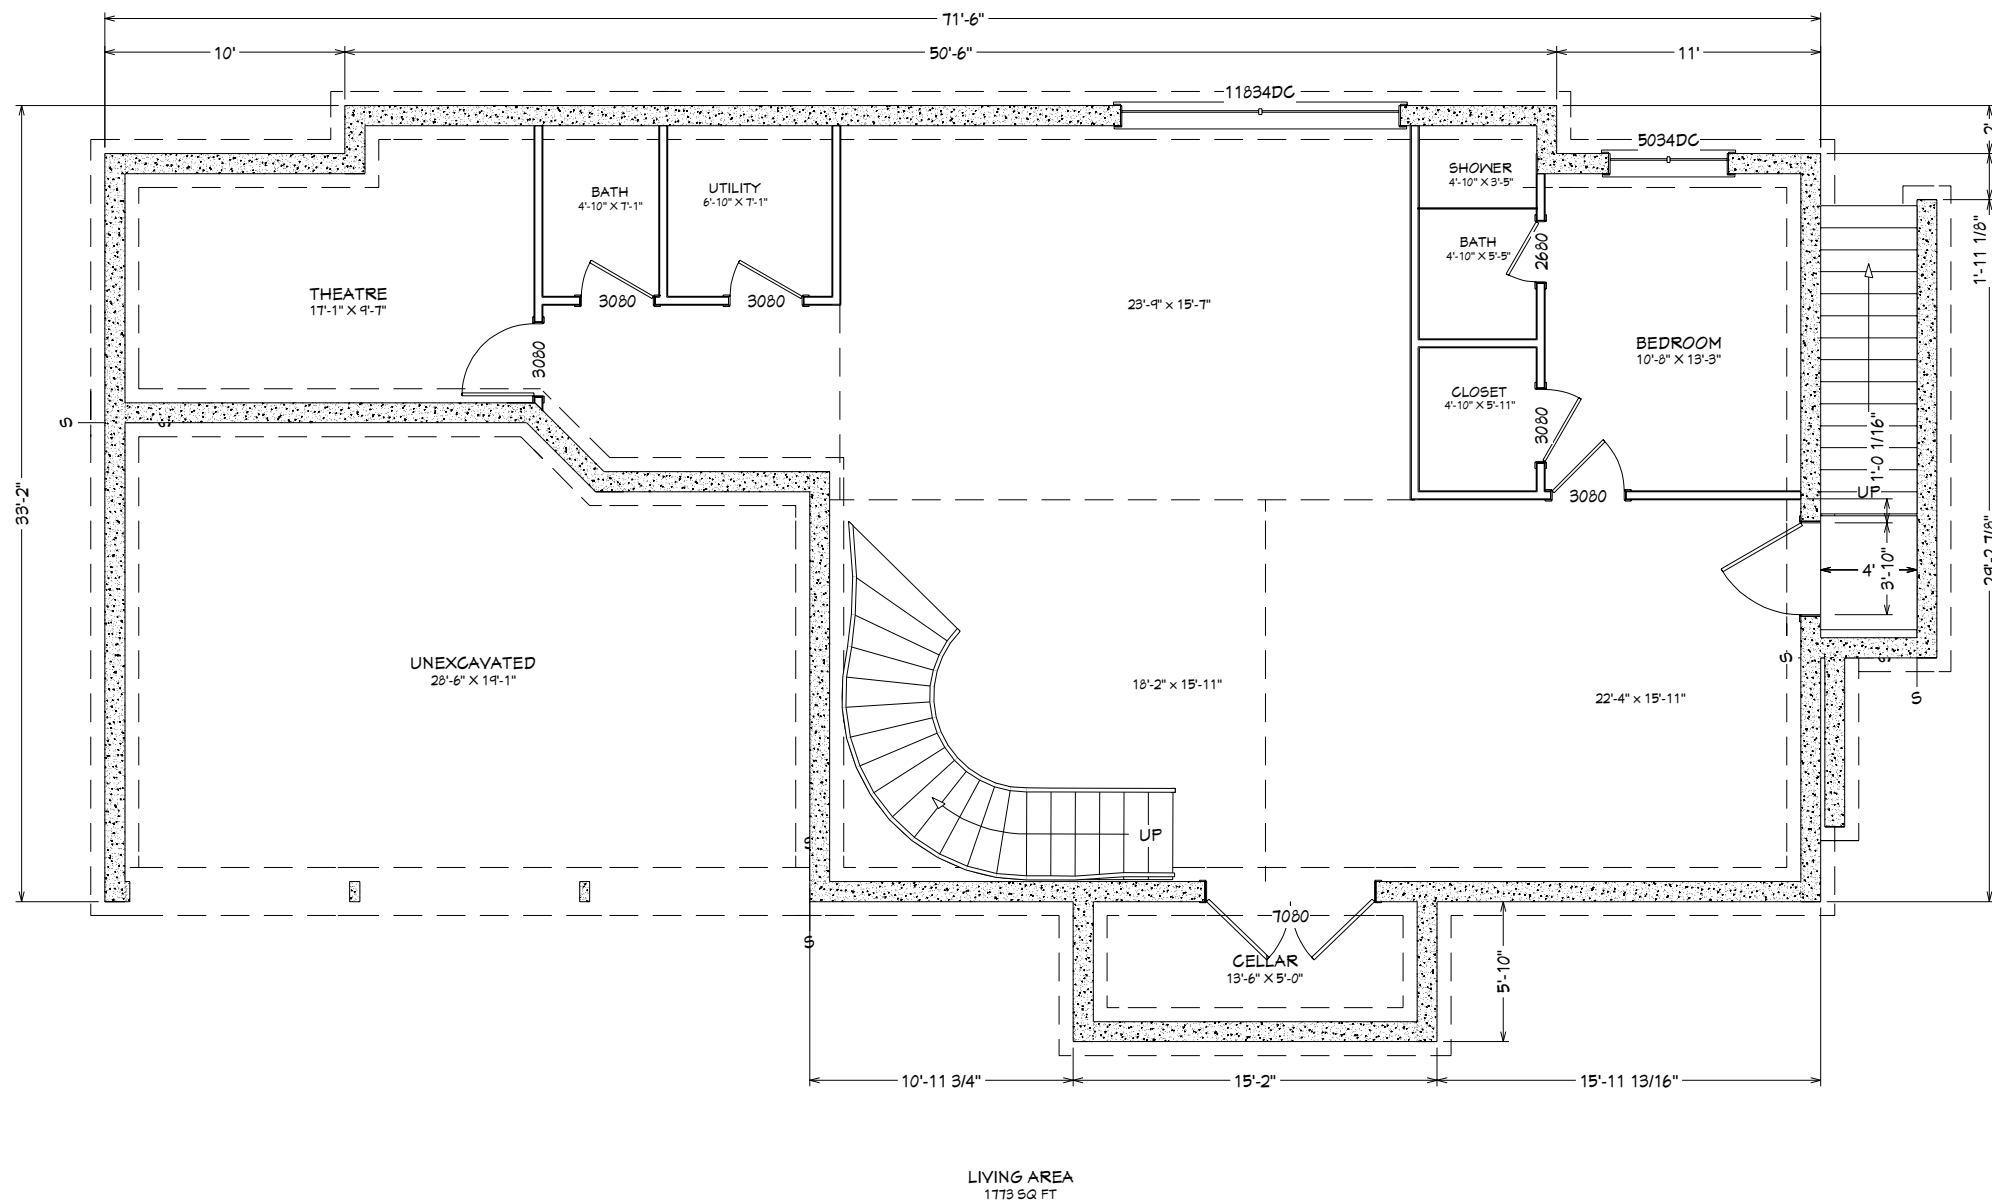 71'-6"
10'
50'-6"
11'
11834DC
5034DC
2'
SHOWER
4'-10" X 3'-5"
BATH
4'-10" X 7'-1"
UTILITY
6'-10" X 7'-1"
1'-11 1/8"
BATH
4'-10" X 5'-5"
2680
THEATRE
17'-1" X 9'-7"
3080
3080
23'-9" x 15'-7"
3080
BEDROOM
10'-8" X 13'-3"
CLOSET
4'-10" X 5'-11"
3080
S
S
1'-0 1/16"
33'-2"
3080
UP
4'
3'-10"
29'-2 7/8"
UNEXCAVATED
28'-6" X 19'-1"
18'-2" x 15'-11"
22'-4" x 15'-11"
S
S
S
UP
S
S
7080
CELLAR
13'-6" X 5'-0"
5'-10"
10'-11 3/4"
15'-2"
15'-11 13/16"
LIVING AREA
1773 SQ FT